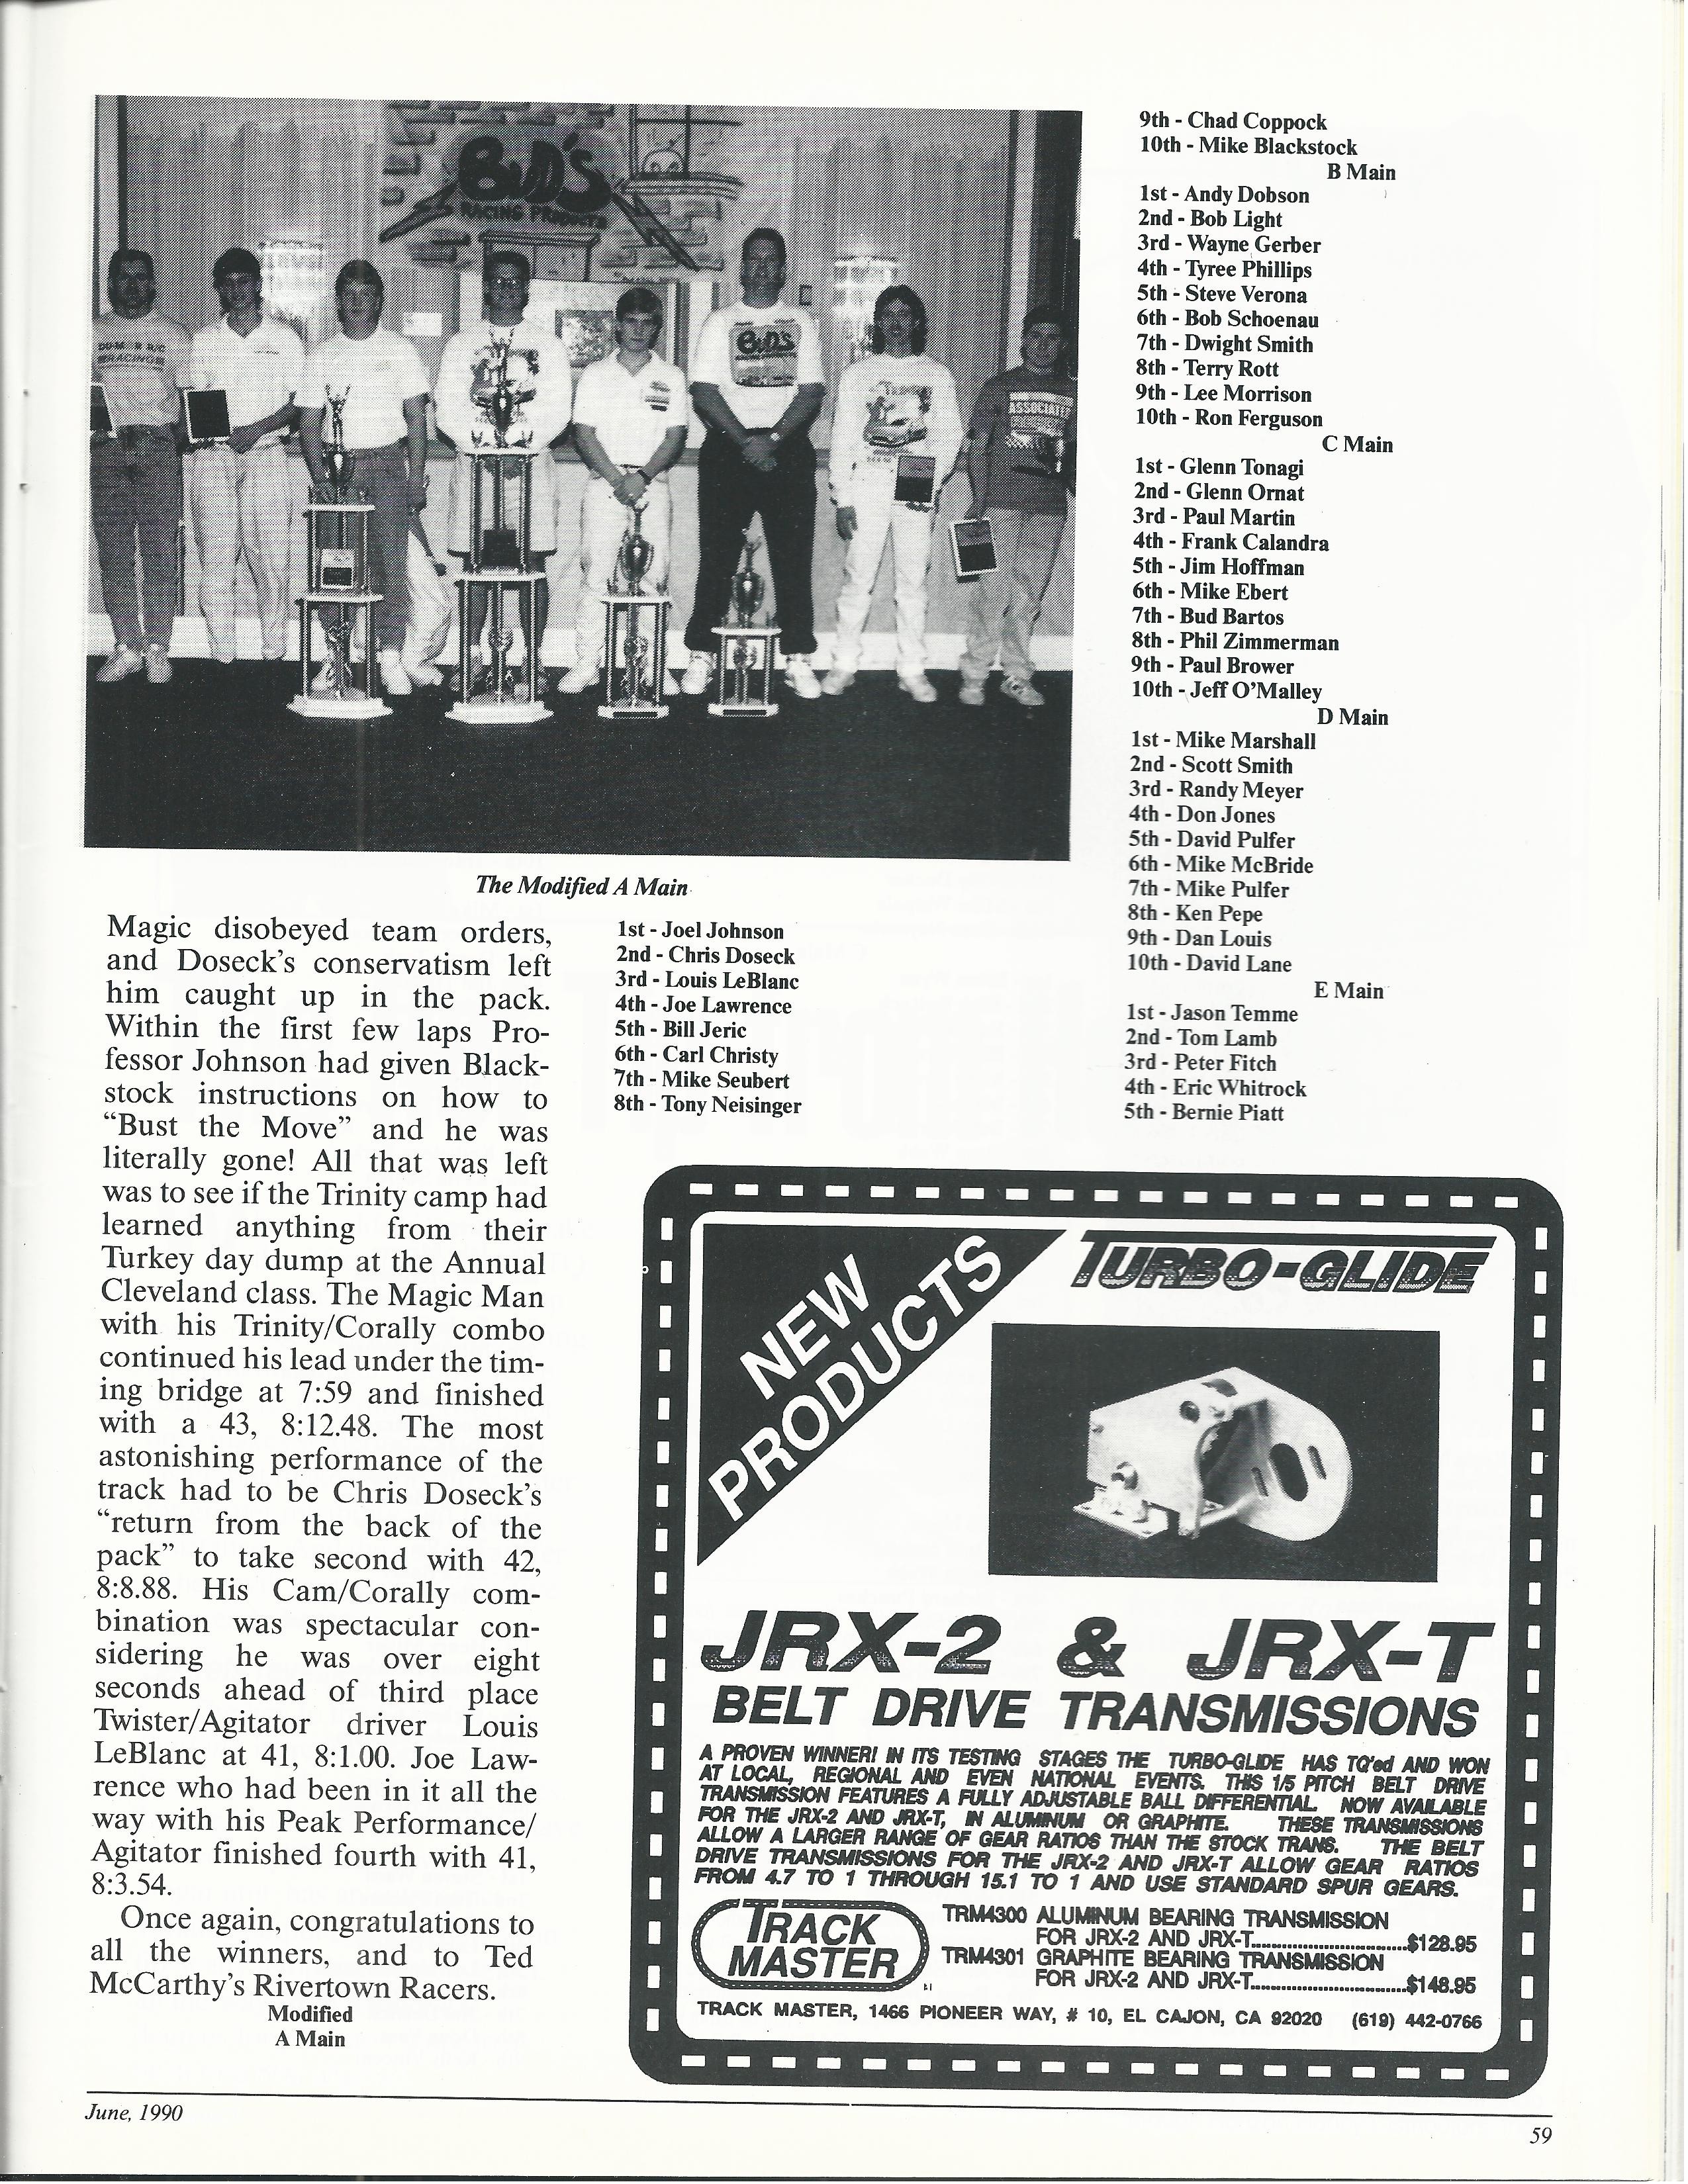 BUD'S
RACING PRODUCTS
BUD'S
ASSOCIATED
The Modified A Main
Magic disobeyed team orders,
and Doseck's conservatism left
him caught up in the pack.
Within the first few laps Pro-
fessor Johnson had given Black-
stock instructions on how to
“Bust the Move” and he was
literally gone! All that was left
was to see if the Trinity camp had
learned anything from their
Turkey day dump at the Annual
Cleveland class. The Magic Man
with his Trinity/Corally combo
continued his lead under the tim-
ing bridge at 7:59 and finished
with a 43, 8:12.48. The most
astonishing performance of the
track had to be Chris Doseck's
“return from the back of the
pack” to take second with 42,
8:8.88. His Cam/Corally com-
bination was spectacular con-
sidering he was over eight
seconds ahead of third place
Twister/Agitator driver Louis
LeBlanc at 41, 8:1.00. Joe Law-
rence who had been in it all the
way with his Peak Performance/
Agitator finished fourth with 41,
8:3.54.
Once again, congratulations to
all the winners, and to Ted
McCarthy's Rivertown Racers.
Modified
A Main
1st - Joel Johnson
2nd - Chris Doseck
3rd - Louis LeBlanc
4th - Joe Lawrence
5th - Bill Jeric
6th - Carl Christy
7th - Mike Seubert
8th - Tony Neisinger
9th - Chad Coppock
10th - Mike Blackstock
B Main
1st - Andy Dobson
2nd - Bob Light
3rd - Wayne Gerber
4th - Tyree Phillips
5th - Steve Verona
6th - Bob Schoenau
7th - Dwight Smith
8th - Terry Rott
9th - Lee Morrison
10th - Ron Ferguson
C Main
1st - Glenn Tonagi
2nd - Glenn Ornat
3rd - Paul Martin
4th - Frank Calandra
5th - Jim Hoffman
6th - Mike Ebert
7th - Bud Bartos
8th - Phil Zimmerman
9th - Paul Brower
10th - Jeff O'Malley
D Main
1st - Mike Marshall
2nd - Scott Smith
3rd - Randy Meyer
4th - Don Jones
5th - David Pulfer
6th - Mike McBride
7th - Mike Pulfer
8th - Ken Pepe
9th - Dan Louis
10th - David Lane
E Main
1st - Jason Temme
2nd - Tom Lamb
3rd - Peter Fitch
4th - Eric Whitrock
5th - Bernie Piatt
NEW
PRODUCTS
TURBO-GLIDE
JRX-2 & JRX-T
BELT DRIVE TRANSMISSIONS
A PROVEN WINNER! IN ITS TESTING STAGES THE TURBO-GLIDE HAS TQ'ed AND WON
AT LOCAL, REGIONAL AND EVEN NATIONAL EVENTS. THIS 1/5 PITCH BELT DRIVE
TRANSMISSION FEATURES A FULLY ADJUSTABLE BALL DIFFERENTIAL. NOW AVAILABLE
FOR THE JRX-2 AND JRX-T, IN ALUMINUM OR GRAPHITE. THESE TRANSMISSIONS
ALLOW A LARGER RANGE OF GEAR RATIOS THAN THE STOCK TRANS. THE BELT
DRIVE TRANSMISSIONS FOR THE JRX-2 AND JRX-T ALLOW GEAR RATIOS
FROM 4.7 TO 1 THROUGH 15.1 TO 1 AND USE STANDARD SPUR GEARS.
TRACK
MASTER
TRM4300 ALUMINUM BEARING TRANSMISSION
FOR JRX-2 AND JRX-T..............................$128.95
TRM4301 GRAPHITE BEARING TRANSMISSION
FOR JRX-2 AND JRX-T..............................$148.95
TRACK MASTER, 1466 PIONEER WAY, # 10, EL CAJON, CA 92020 (619) 442-0766
June, 1990
59